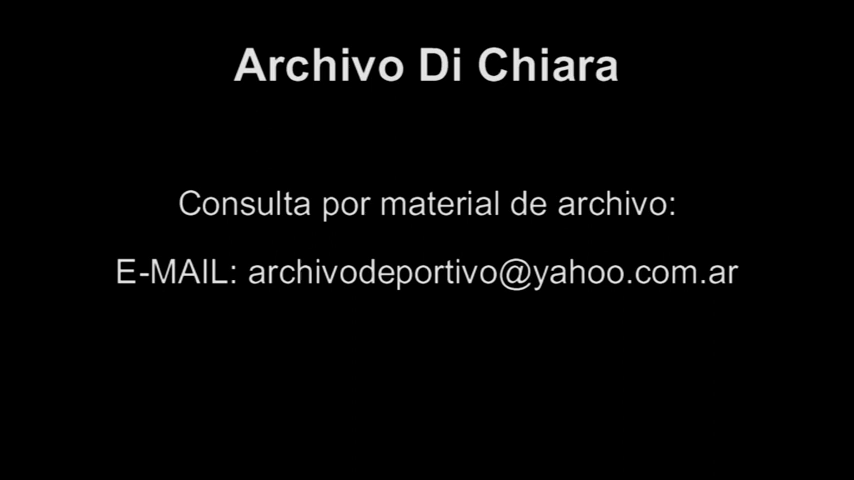 Archivo Di Chiara
Consulta por material de archivo:
E-MAIL: archivodeportivo@yahoo.com.ar